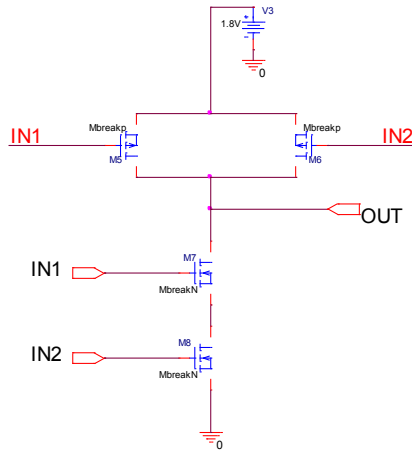 V3
1.8V
0
Mbreakp
Mbreakp
IN1
IN2
M5
M6
OUT
M7
IN1
MbreakN
M8
IN2
MbreakN
0